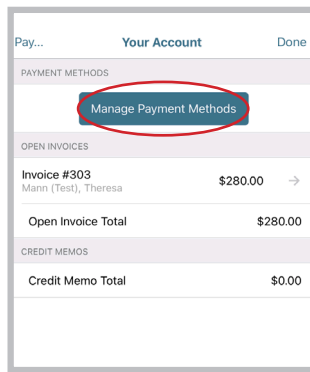 Pay... Your Account Done
PAYMENT METHODS
Manage Payment Methods
OPEN INVOICES
Invoice #303
Mann (Test), Theresa $280.00 →
Open Invoice Total $280.00
CREDIT MEMOS
Credit Memo Total $0.00